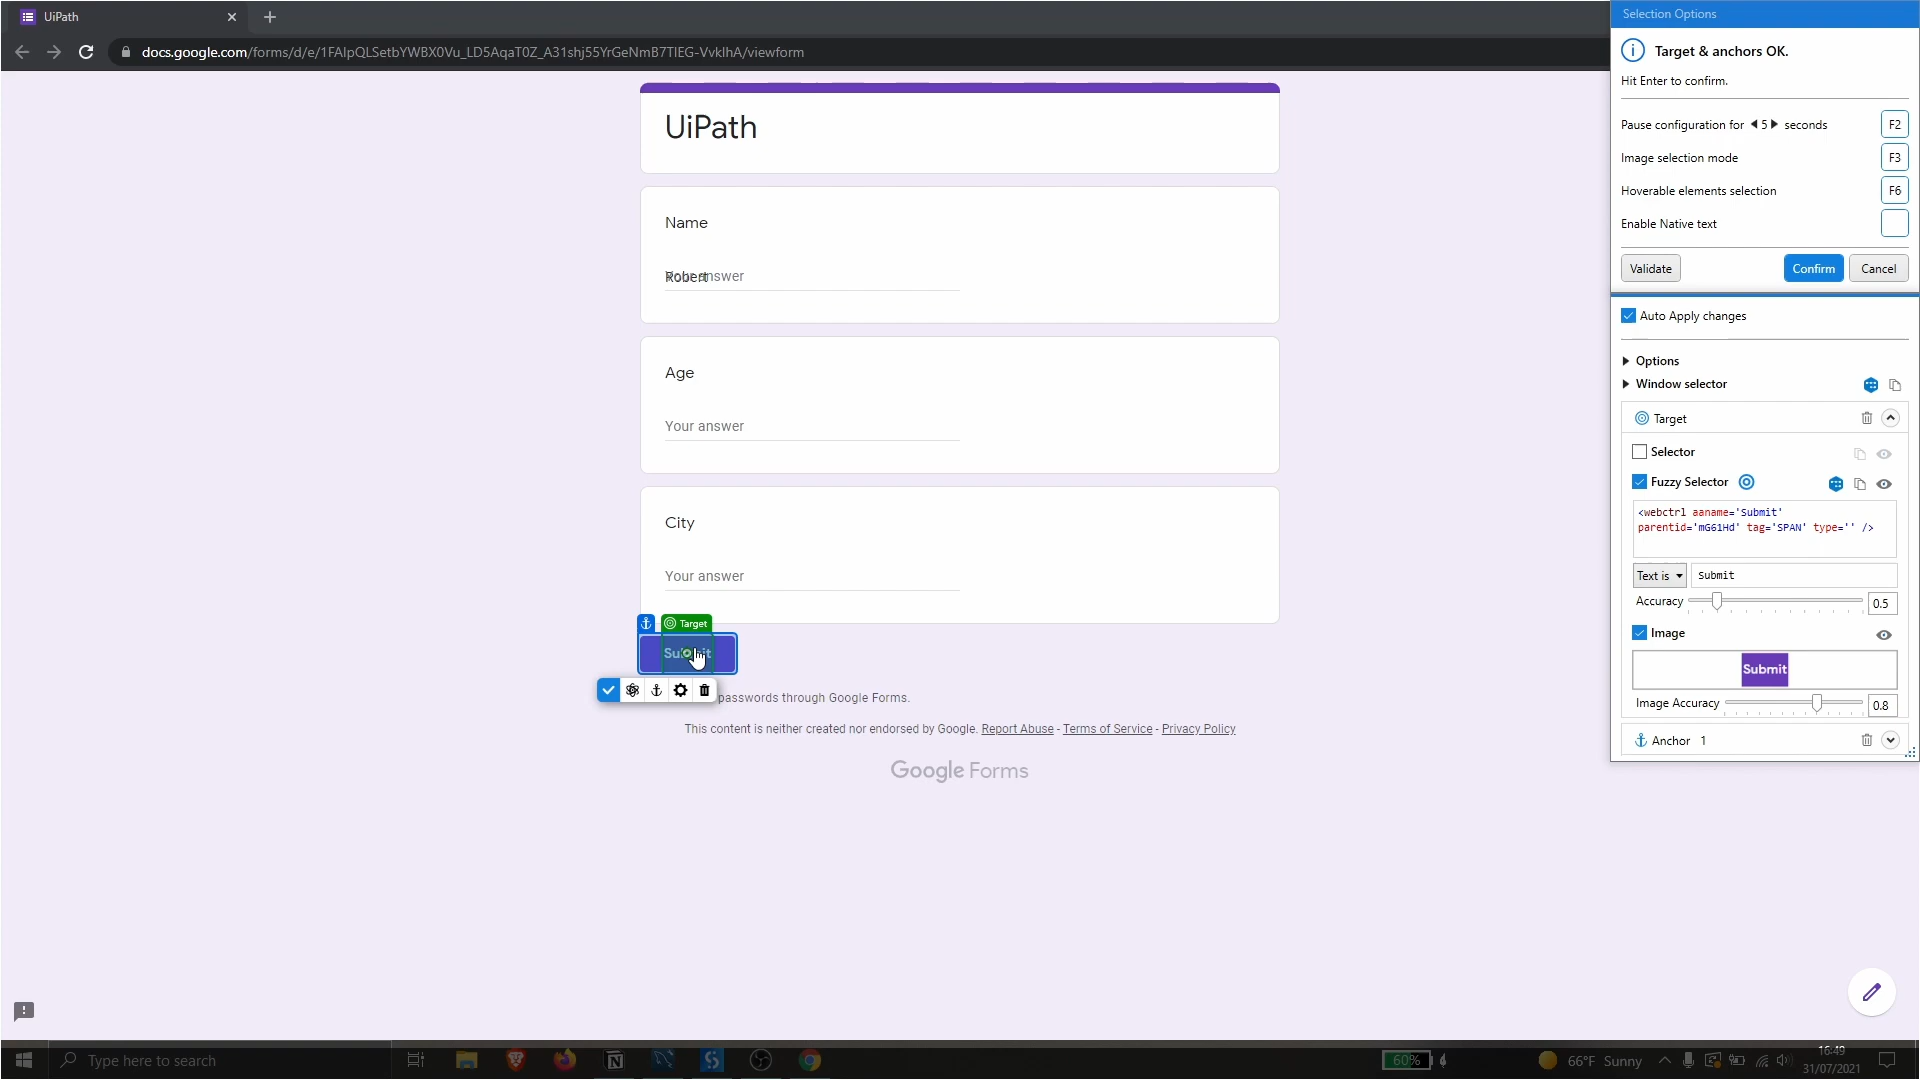 UiPath
docs.google.com/forms/d/e/1FAIpQLSetbYWBX0Vu_LD5AqaT0Z_A31shj55YrGeNmB7TlEG-VvklhA/viewform
UiPath
Name
Robert
Your answer
Age
Your answer
City
Your answer
Target
Submit
passwords through Google Forms.
This content is neither created nor endorsed by Google. Report Abuse - Terms of Service - Privacy Policy
Google Forms
Selection Options
Target & anchors OK.
Hit Enter to confirm.
Pause configuration for 5 seconds F2
Image selection mode F3
Hoverable elements selection F6
Enable Native text
Validate Confirm Cancel
Auto Apply changes
Options
Window selector
Target
Selector
Fuzzy Selector
<webctrl aaname='Submit'
parentid='mG61Hd' tag='SPAN' type='' />
Text is Submit
Accuracy 0.5
Image
Submit
Image Accuracy 0.8
Anchor 1
Type here to search
60%
66°F Sunny
16:49
31/07/2021